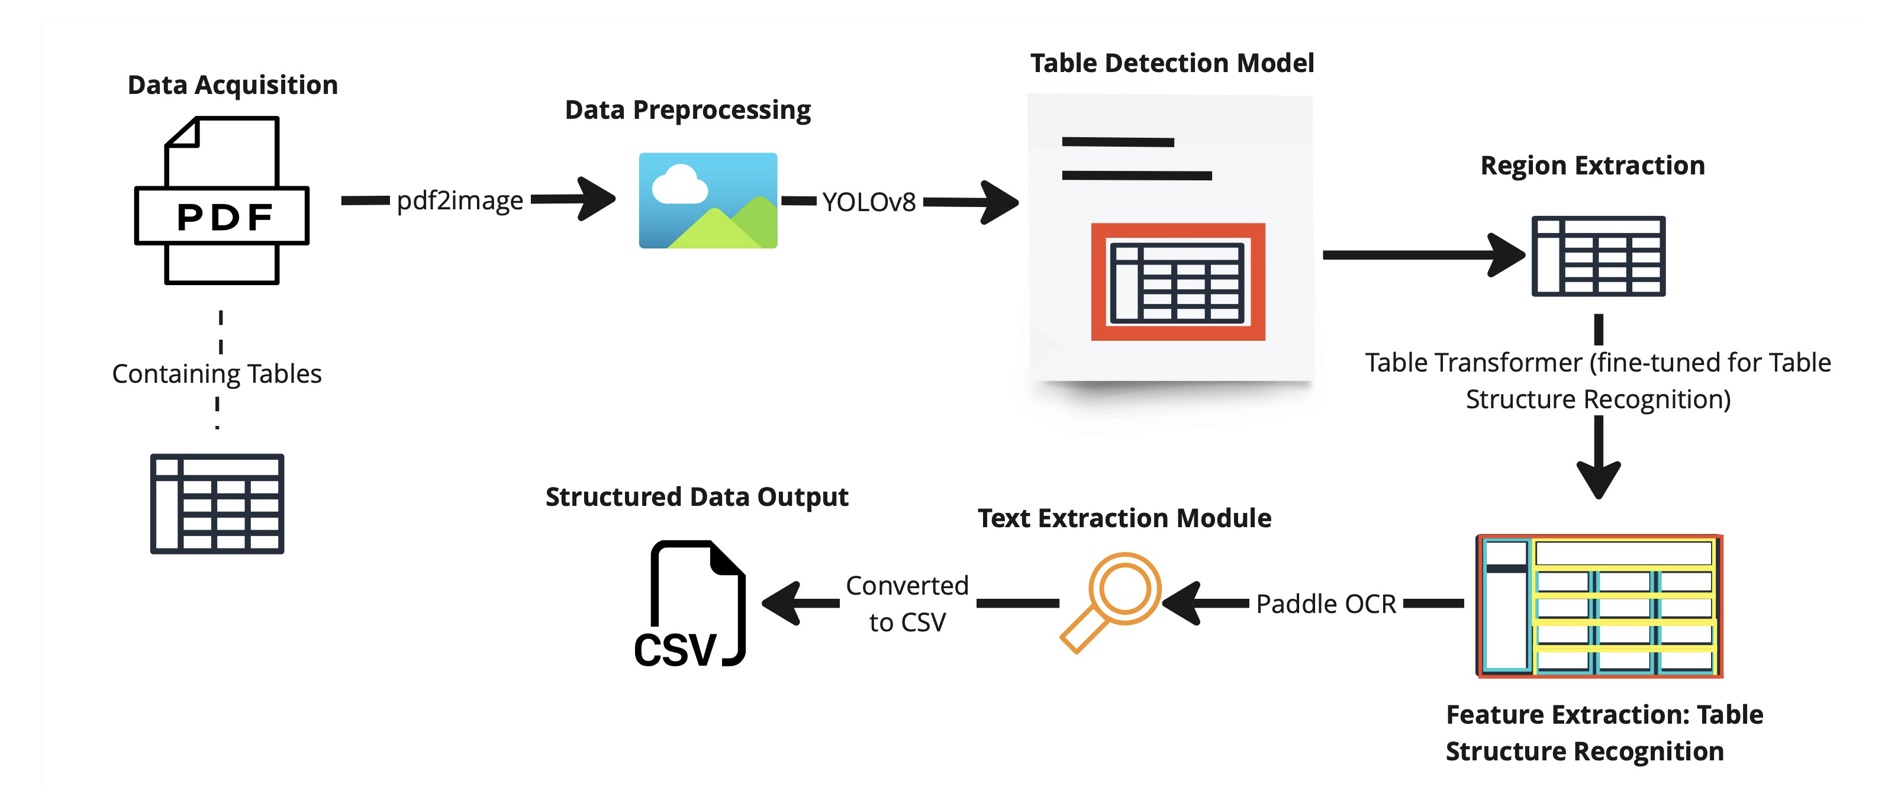 Data Acquisition
PDF
Containing Tables
pdf2image
Data Preprocessing
YOLOv8
Table Detection Model
Region Extraction
Table Transformer (fine-tuned for Table
Structure Recognition)
Feature Extraction: Table
Structure Recognition
Paddle OCR
Text Extraction Module
Converted
to CSV
Structured Data Output
CSV